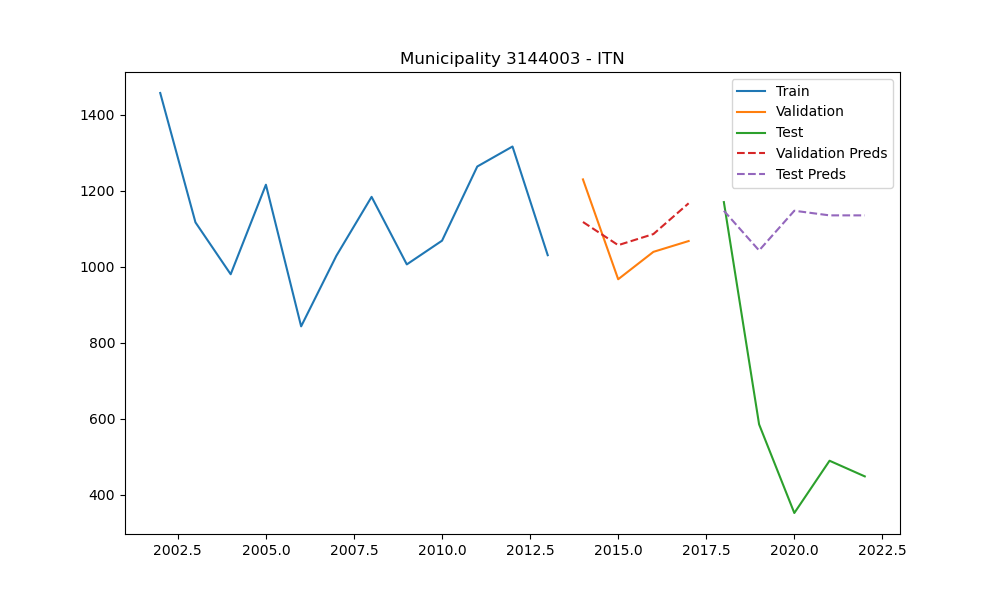 Municipality 3144003 - ITN
Train
Validation
Test
Validation Preds
Test Preds
1400
1200
1000
800
600
400
2002.5 2005.0 2007.5 2010.0 2012.5 2015.0 2017.5 2020.0 2022.5